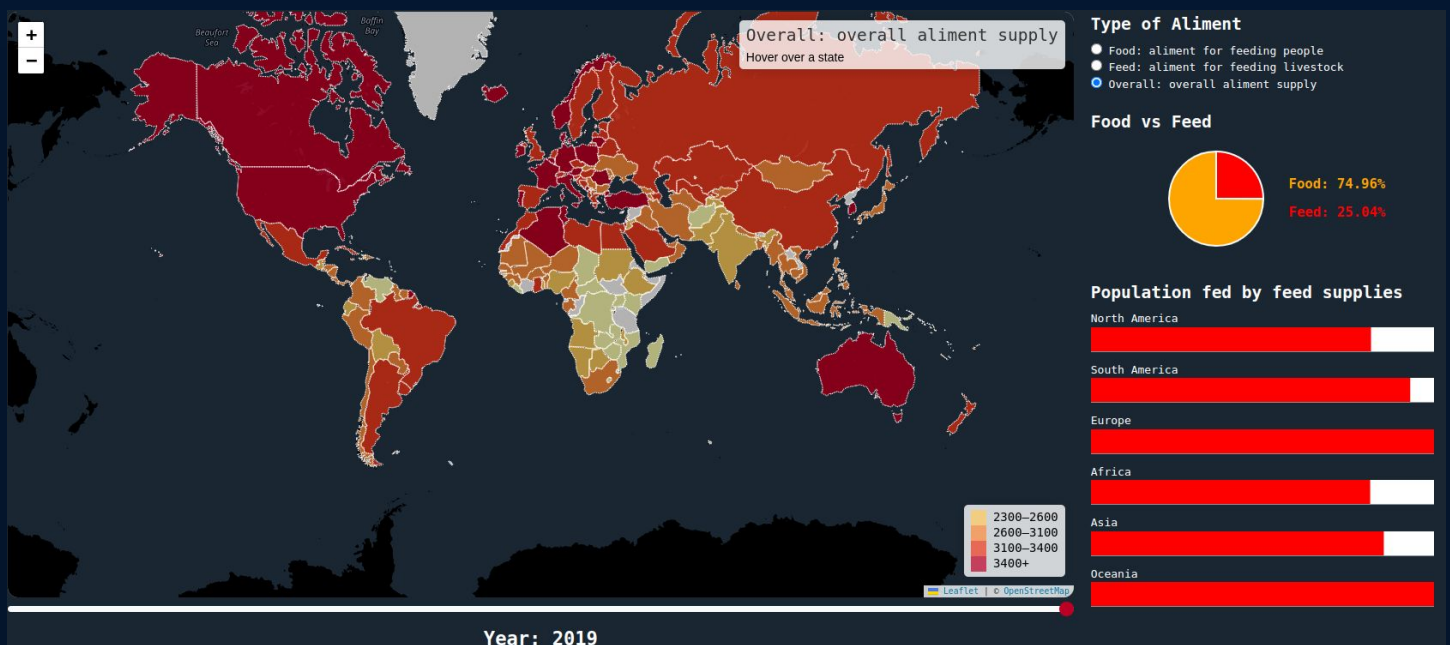 +
−
Beaufort
Sea
Baffin
Bay
Overall: overall aliment supply
Hover over a state
2300–2600
2600–3100
3100–3400
3400+
Leaflet | © OpenStreetMap
Year: 2019
Type of Aliment
Food: aliment for feeding people
Feed: aliment for feeding livestock
Overall: overall aliment supply
Food vs Feed
Food: 74.96%
Feed: 25.04%
Population fed by feed supplies
North America
South America
Europe
Africa
Asia
Oceania